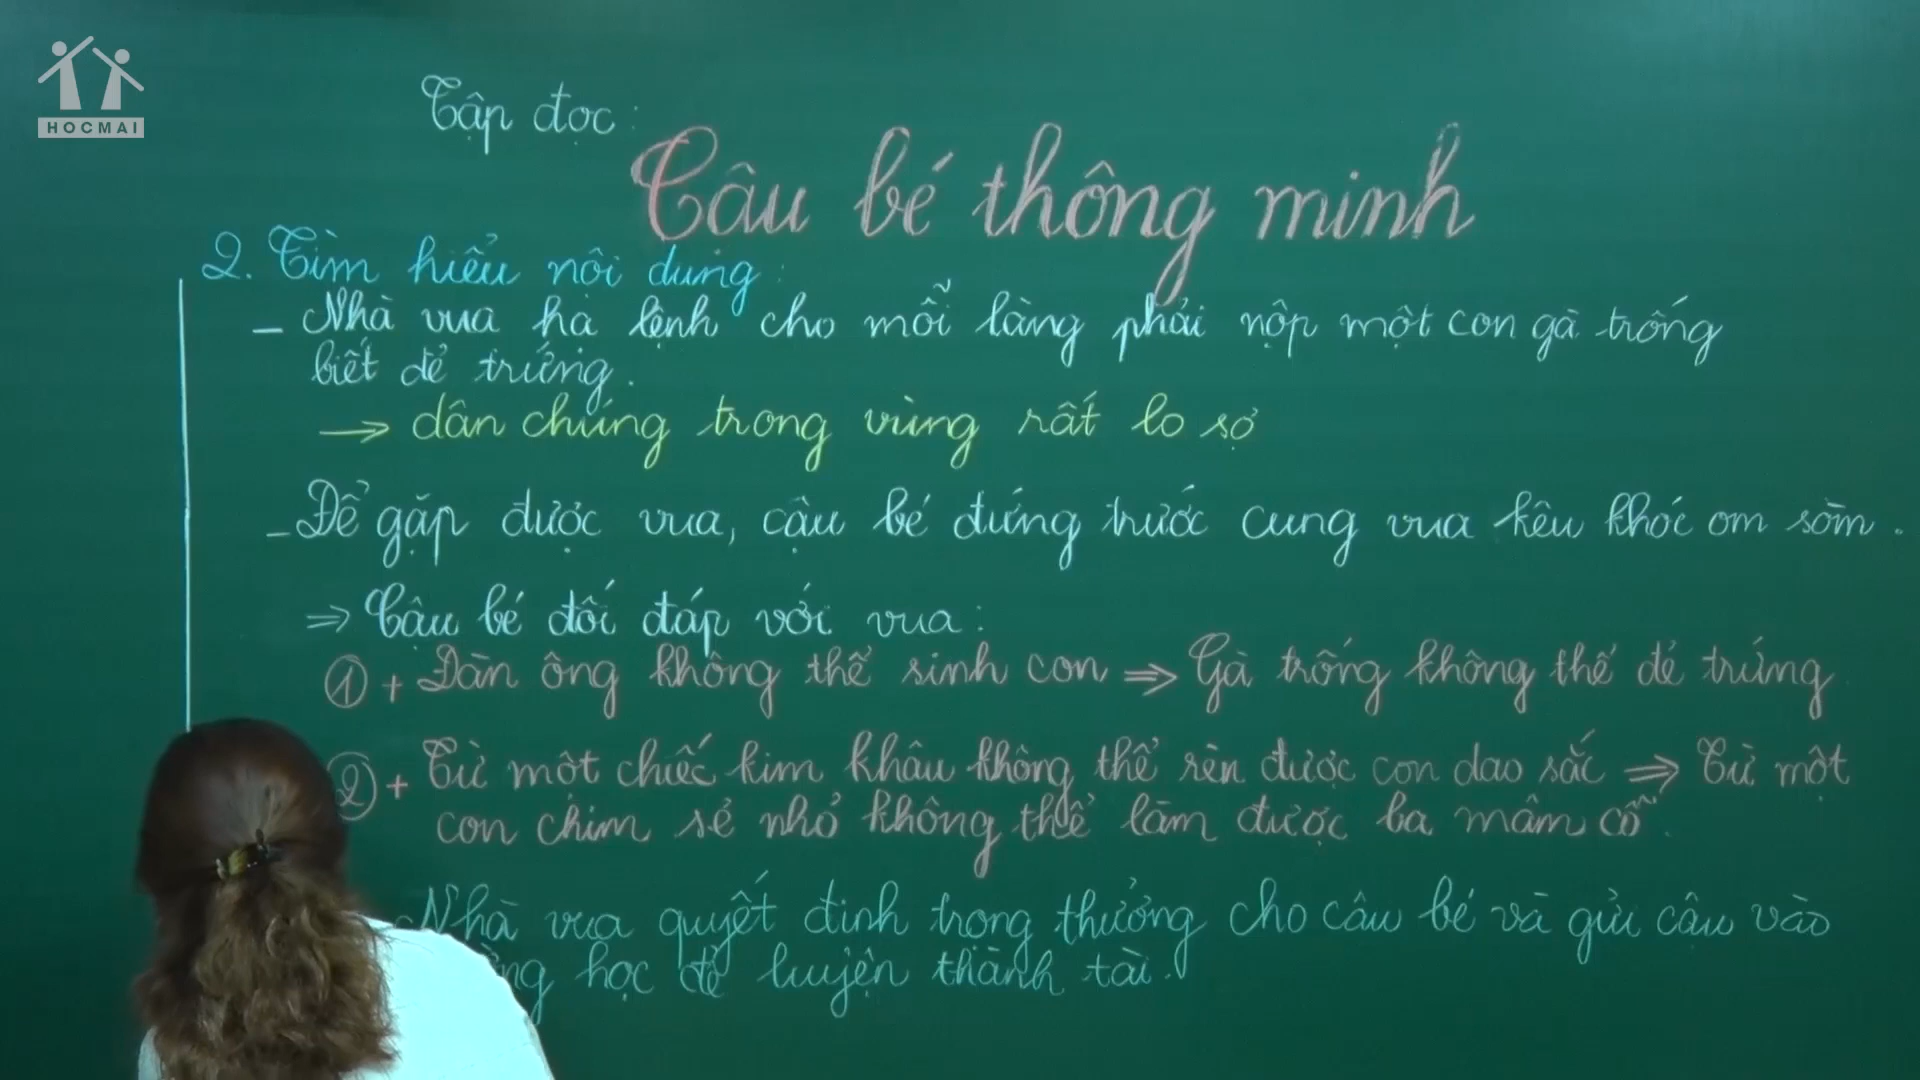 HOCMAI
Tập đọc:
Cậu bé thông minh
2. Tìm hiểu nội dung:
- Nhà vua hạ lệnh cho mỗi làng phải nộp một con gà trống
biết đẻ trứng.
→ dân chúng trong vùng rất lo sợ
- Để gặp được vua, cậu bé đứng trước cung vua kêu khóc om sòm.
⇒ Cậu bé đối đáp với vua:
① + Đàn ông không thể sinh con ⇒ Gà trống không thể đẻ trứng
② + Từ một chiếc kim khâu không thể rèn được con dao sắc ⇒ Từ một
con chim sẻ nhỏ không thể làm được ba mâm cỗ.
Nhà vua quyết định trọng thưởng cho cậu bé và gửi cậu vào
học để luyện thành tài.